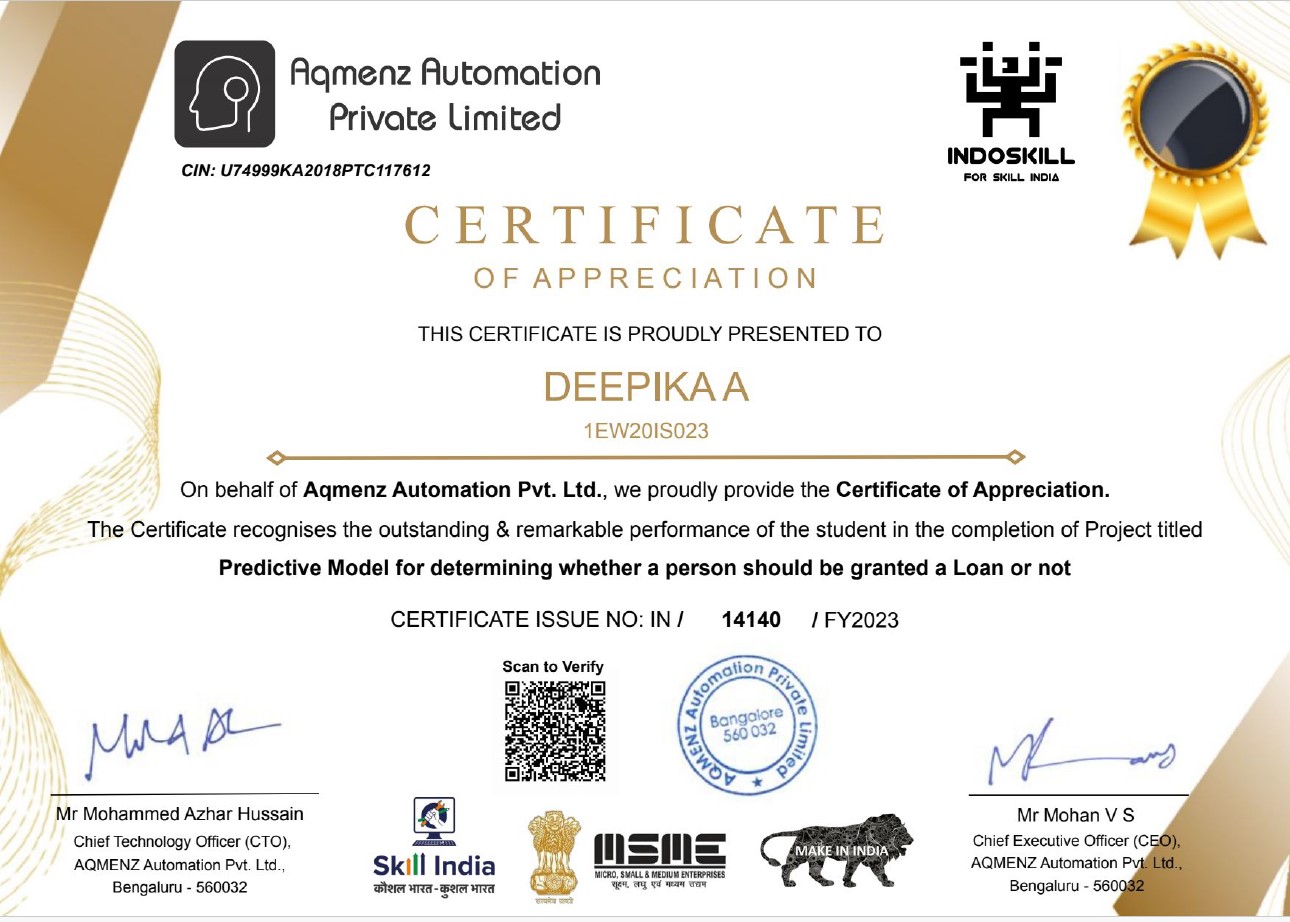 Aqmenz Automation
Private Limited
CIN: U74999KA2018PTC117612
INDOSKILL
FOR SKILL INDIA
CERTIFICATE
OF APPRECIATION
THIS CERTIFICATE IS PROUDLY PRESENTED TO
DEEPIKA A
1EW20IS023
On behalf of Aqmenz Automation Pvt. Ltd., we proudly provide the Certificate of Appreciation.
The Certificate recognises the outstanding & remarkable performance of the student in the completion of Project titled
Predictive Model for determining whether a person should be granted a Loan or not
CERTIFICATE ISSUE NO: IN / 14140 / FY2023
Scan to Verify
AQMENZ Automation Private Limited
Bangalore
560 032
Mr Mohammed Azhar Hussain
Chief Technology Officer (CTO),
AQMENZ Automation Pvt. Ltd.,
Bengaluru - 560032
Skill India
कौशल भारत-कुशल भारत
सत्यमेव जयते
MSME
MICRO, SMALL & MEDIUM ENTERPRISES
सूक्ष्म, लघु एवं मध्यम उद्यम
MAKE IN INDIA
Mr Mohan V S
Chief Executive Officer (CEO),
AQMENZ Automation Pvt. Ltd.,
Bengaluru - 560032